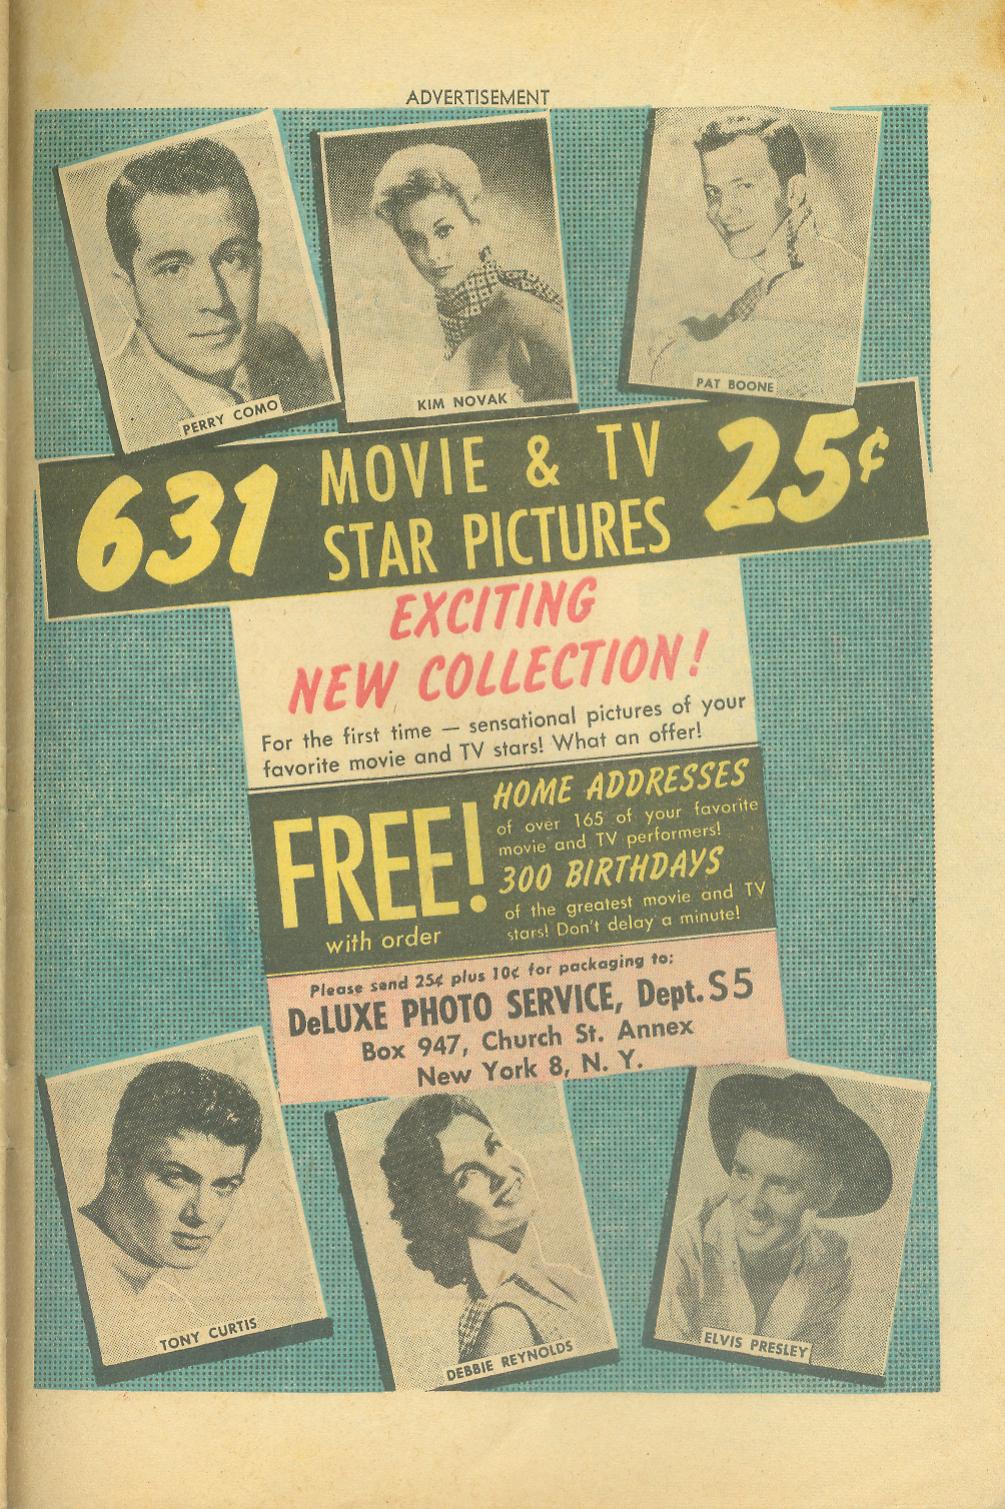 ADVERTISEMENT
PERRY COMO
KIM NOVAK
PAT BOONE
631 MOVIE & TV STAR PICTURES 25¢
EXCITING
NEW COLLECTION!
For the first time — sensational pictures of your
favorite movie and TV stars! What an offer!
FREE!
with order
HOME ADDRESSES
of over 165 of your favorite
movie and TV performers!
300 BIRTHDAYS
of the greatest movie and TV
stars! Don't delay a minute!
Please send 25¢ plus 10¢ for packaging to:
DeLUXE PHOTO SERVICE, Dept. S5
Box 947, Church St. Annex
New York 8, N. Y.
TONY CURTIS
DEBBIE REYNOLDS
ELVIS PRESLEY